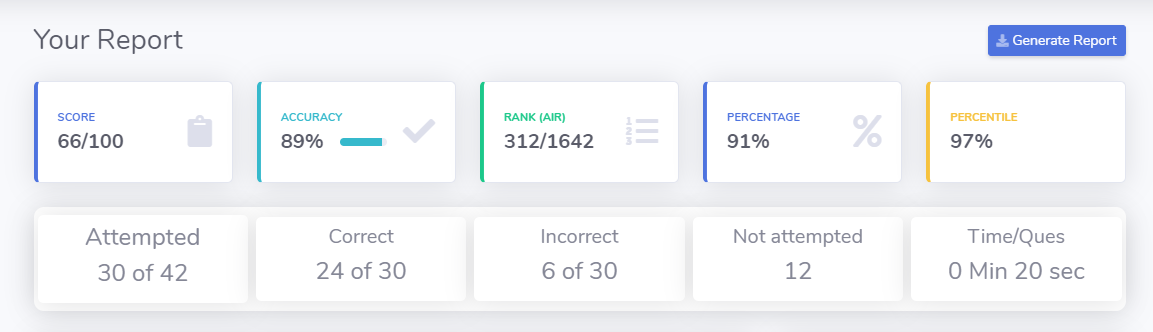 Your Report
Generate Report
SCORE
66/100
ACCURACY
89%
RANK (AIR)
312/1642
1
2
3
PERCENTAGE
91%
%
PERCENTILE
97%
Attempted
30 of 42
Correct
24 of 30
Incorrect
6 of 30
Not attempted
12
Time/Ques
0 Min 20 sec